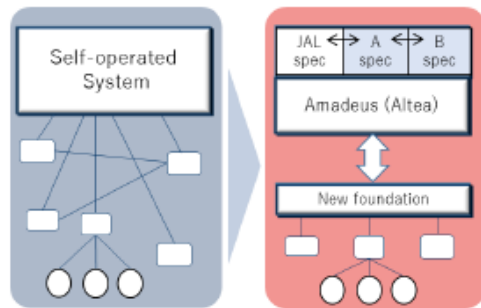 Self-operated
System
JAL
spec
A
spec
B
spec
Amadeus (Altea)
New foundation